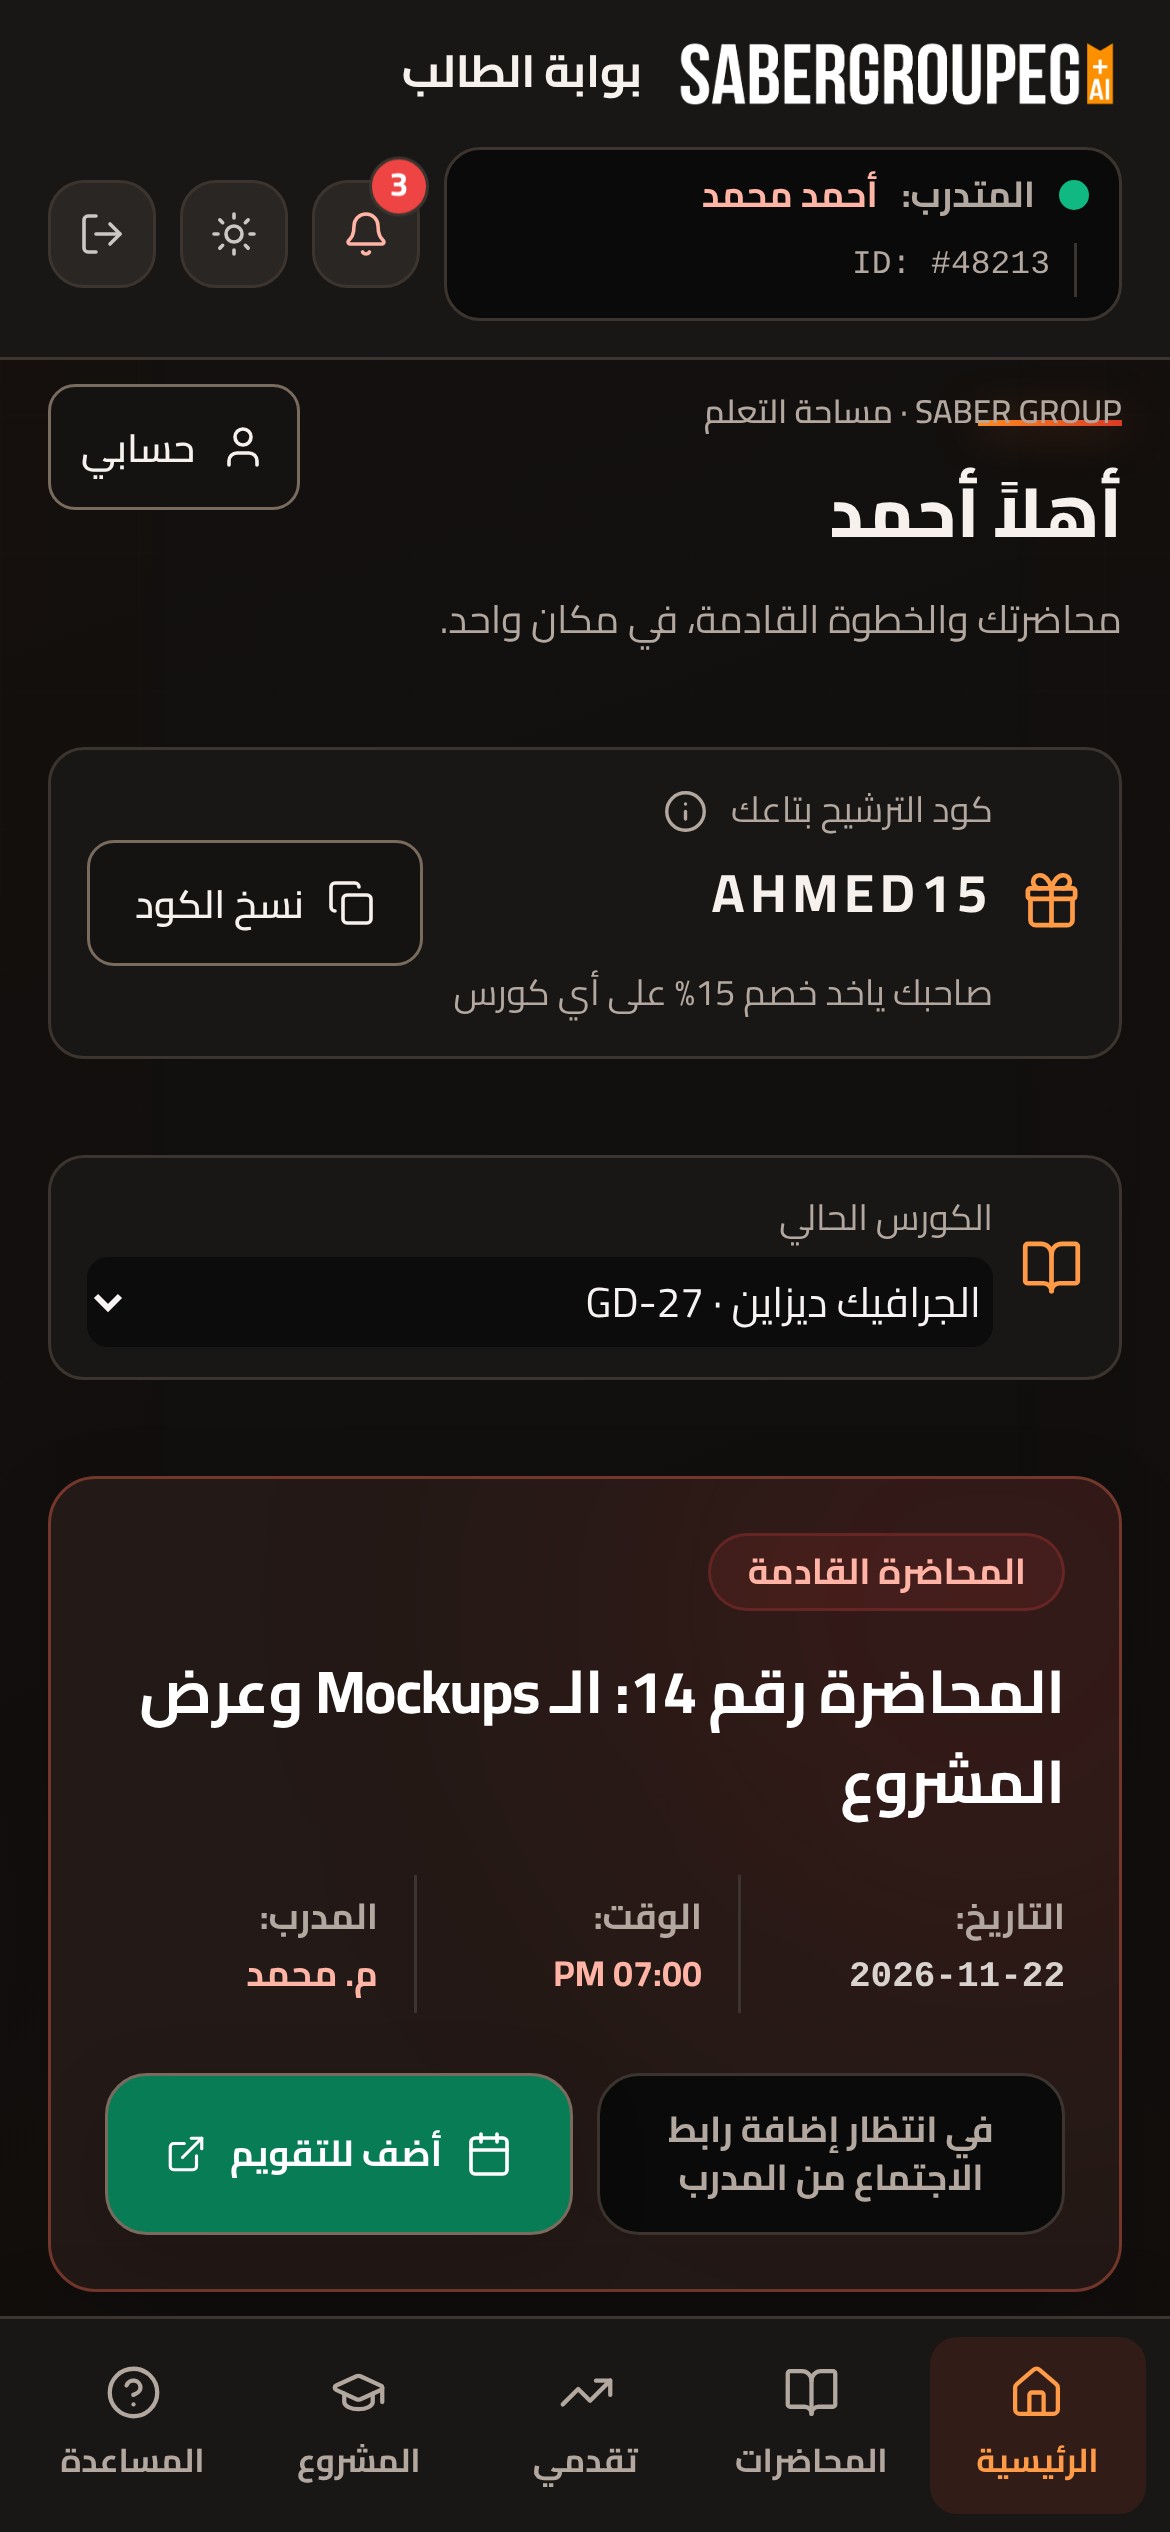 SABERGROUPEG +AI
بوابة الطالب
المتدرب: أحمد محمد
ID: #48213
3
SABER GROUP · مساحة التعلم
أهلاً أحمد
محاضرتك والخطوة القادمة، في مكان واحد.
حسابي
كود الترشيح بتاعك
AHMED15
صاحبك ياخد خصم 15% على أي كورس
نسخ الكود
الكورس الحالي
الجرافيك ديزاين · GD-27
المحاضرة القادمة
المحاضرة رقم 14: الـ Mockups وعرض
المشروع
التاريخ:
2026-11-22
الوقت:
07:00 PM
المدرب:
م. محمد
في انتظار إضافة رابط
الاجتماع من المدرب
أضف للتقويم
الرئيسية
المحاضرات
تقدمي
المشروع
المساعدة